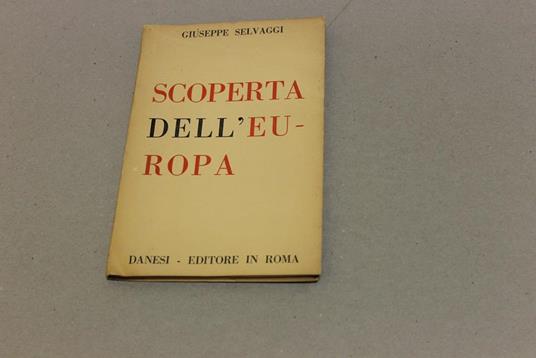 GIUSEPPE SELVAGGI
SCOPERTA
DELL'EU-
ROPA
DANESI - EDITORE IN ROMA